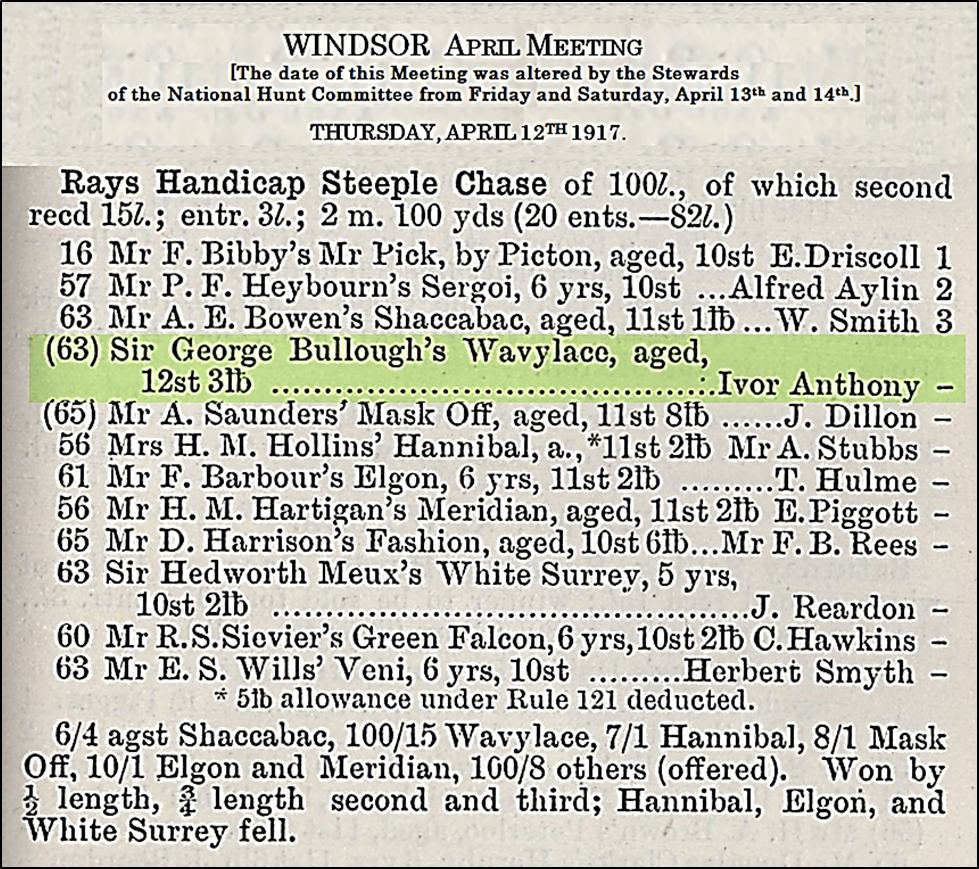 WINDSOR APRIL MEETING
[The date of this Meeting was altered by the Stewards
of the National Hunt Committee from Friday and Saturday, April 13th and 14th.]
THURSDAY, APRIL 12TH 1917.
Rays Handicap Steeple Chase of 100l., of which second
recd 15l.; entr. 3l.; 2 m. 100 yds (20 ents.—82l.)
16 Mr F. Bibby's Mr Pick, by Picton, aged, 10st E.Driscoll 1
57 Mr P. F. Heybourn's Sergoi, 6 yrs, 10st ...Alfred Aylin 2
63 Mr A. E. Bowen's Shaccabac, aged, 11st 1lb ...W. Smith 3
(63) Sir George Bullough's Wavylace, aged,
12st 3lb ..........................................Ivor Anthony –
(65) Mr A. Saunders' Mask Off, aged, 11st 8lb ......J. Dillon –
56 Mrs H. M. Hollins' Hannibal, a., *11st 2lb Mr A. Stubbs –
61 Mr F. Barbour's Elgon, 6 yrs, 11st 2lb .........T. Hulme –
56 Mr H. M. Hartigan's Meridian, aged, 11st 2lb E.Piggott –
65 Mr D. Harrison's Fashion, aged, 10st 6lb...Mr F. B. Rees –
63 Sir Hedworth Meux's White Surrey, 5 yrs,
10st 2lb .............................................J. Reardon –
60 Mr R.S.Sievier's Green Falcon,6 yrs,10st 2lb C.Hawkins –
63 Mr E. S. Wills' Veni, 6 yrs, 10st .........Herbert Smyth –
* 5lb allowance under Rule 121 deducted.
6/4 agst Shaccabac, 100/15 Wavylace, 7/1 Hannibal, 8/1 Mask
Off, 10/1 Elgon and Meridian, 100/8 others (offered). Won by
½ length, ¾ length second and third; Hannibal, Elgon, and
White Surrey fell.